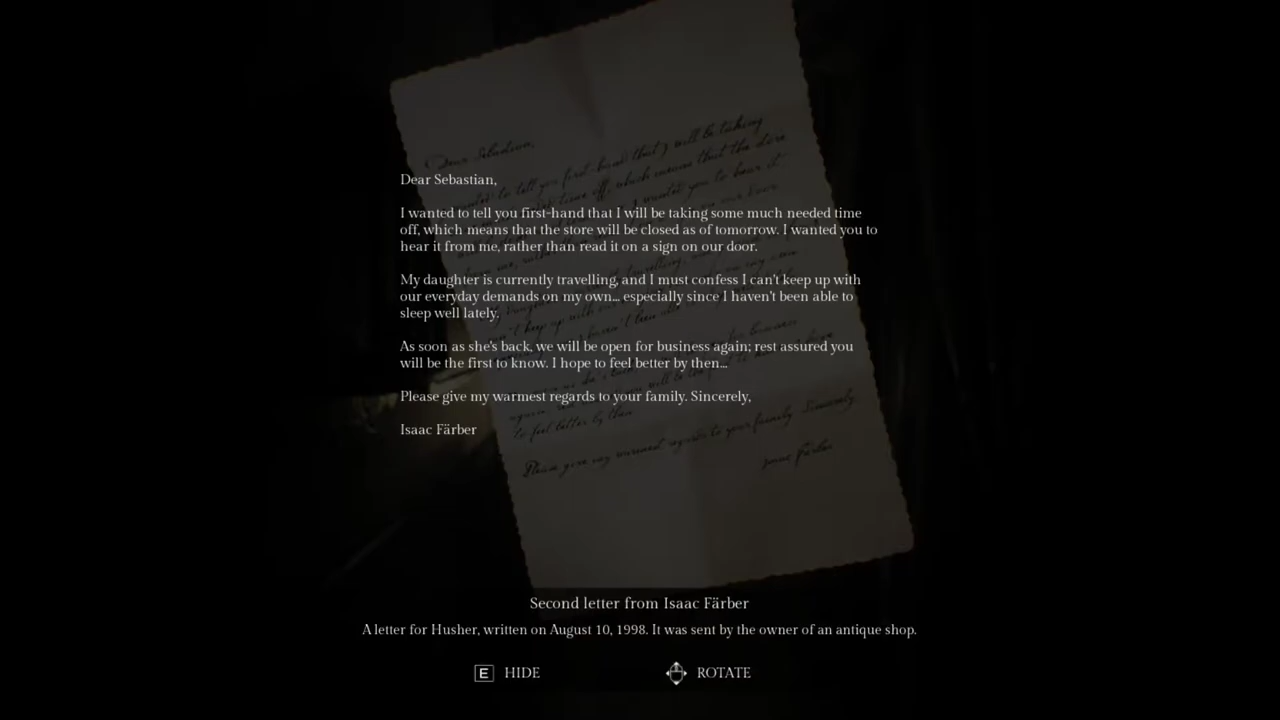 Dear Sebastian,
I wanted to tell you first-hand that I will be taking some much needed time
off, which means that the store will be closed as of tomorrow. I wanted you to
hear it from me, rather than read it on a sign on our door.
My daughter is currently travelling, and I must confess I can't keep up with
our everyday demands on my own... especially since I haven't been able to
sleep well lately.
As soon as she's back, we will be open for business again; rest assured you
will be the first to know. I hope to feel better by then...
Please give my warmest regards to your family. Sincerely,
Isaac Färber
Second letter from Isaac Färber
A letter for Husher, written on August 10, 1998. It was sent by the owner of an antique shop.
E HIDE ROTATE